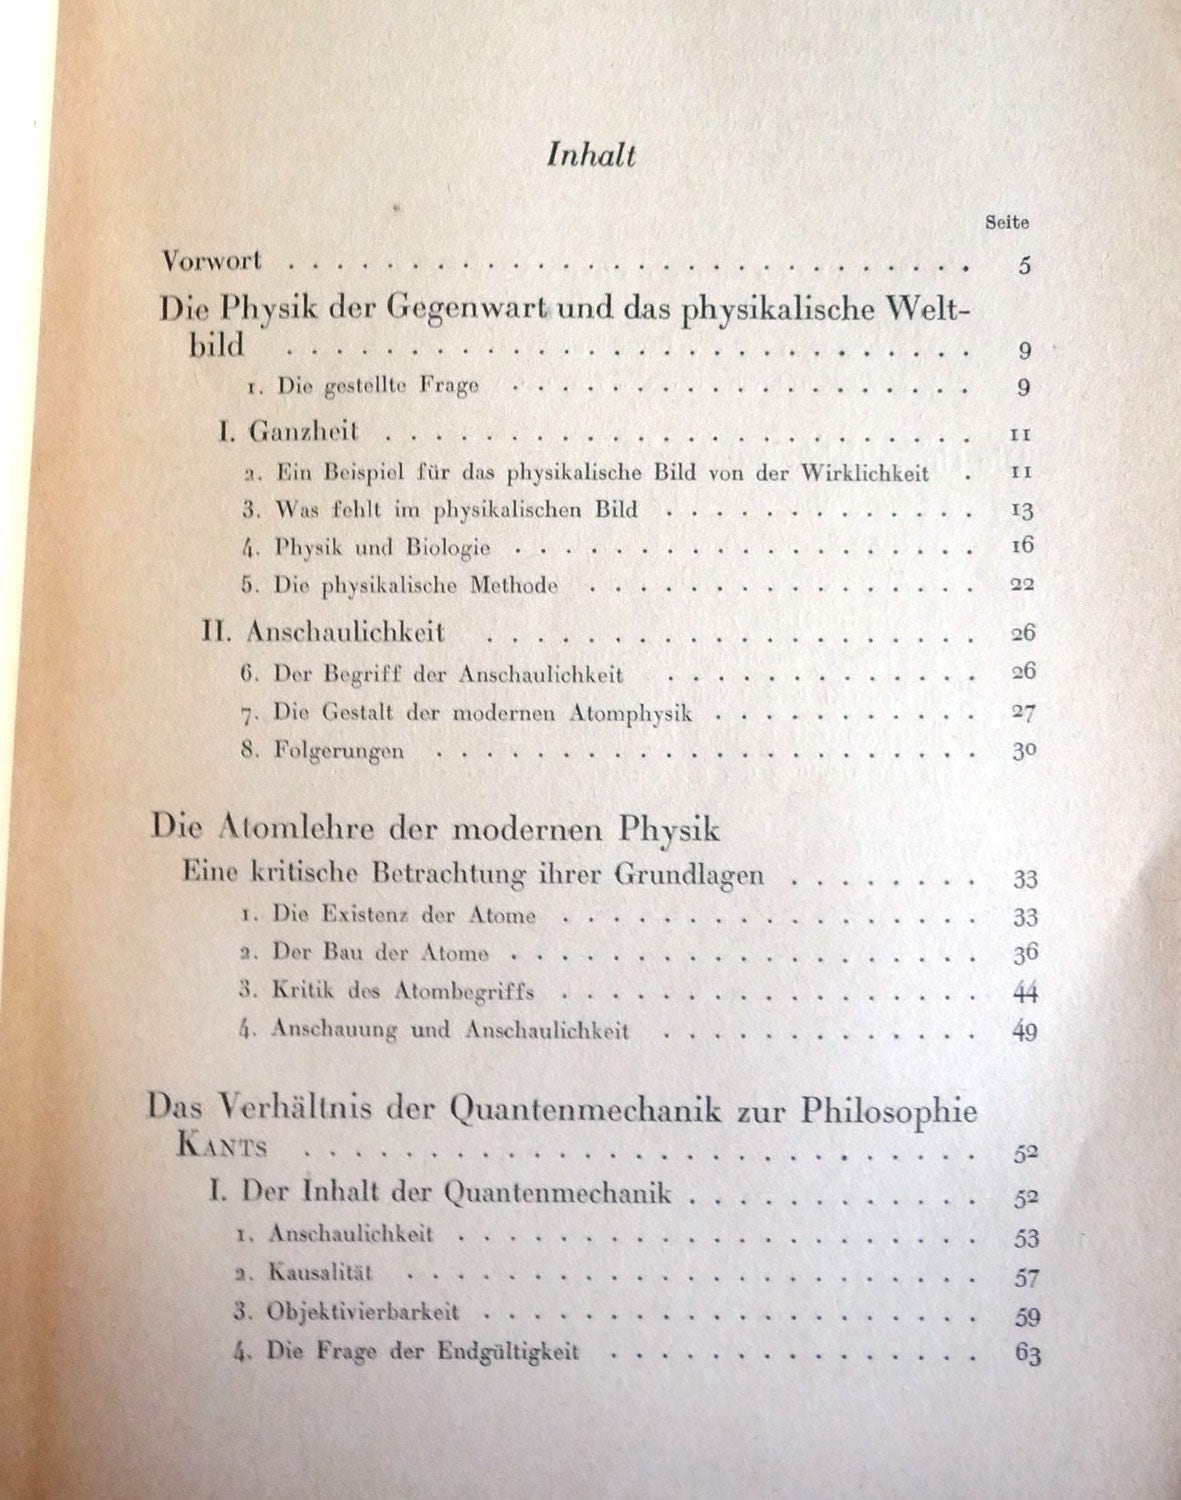 Inhalt
Seite
Vorwort . . . . . . . . . . . . . . . . . . . . . . . . . . . 5
Die Physik der Gegenwart und das physikalische Welt-
bild . . . . . . . . . . . . . . . . . . . . . . . . . . . 9
1. Die gestellte Frage . . . . . . . . . . . . . . . . . . 9
I. Ganzheit . . . . . . . . . . . . . . . . . . . . . . . 11
2. Ein Beispiel für das physikalische Bild von der Wirklichkeit . 11
3. Was fehlt im physikalischen Bild . . . . . . . . . . . . 13
4. Physik und Biologie . . . . . . . . . . . . . . . . . . 16
5. Die physikalische Methode . . . . . . . . . . . . . . . 22
II. Anschaulichkeit . . . . . . . . . . . . . . . . . . . 26
6. Der Begriff der Anschaulichkeit . . . . . . . . . . . . 26
7. Die Gestalt der modernen Atomphysik . . . . . . . . . . 27
8. Folgerungen . . . . . . . . . . . . . . . . . . . . . 30
Die Atomlehre der modernen Physik
Eine kritische Betrachtung ihrer Grundlagen . . . . . . . . 33
1. Die Existenz der Atome . . . . . . . . . . . . . . . . 33
2. Der Bau der Atome . . . . . . . . . . . . . . . . . . 36
3. Kritik des Atombegriffs . . . . . . . . . . . . . . . . 44
4. Anschauung und Anschaulichkeit . . . . . . . . . . . . 49
Das Verhältnis der Quantenmechanik zur Philosophie
KANTS . . . . . . . . . . . . . . . . . . . . . . . . . . 52
I. Der Inhalt der Quantenmechanik . . . . . . . . . . . . 52
1. Anschaulichkeit . . . . . . . . . . . . . . . . . . . . 53
2. Kausalität . . . . . . . . . . . . . . . . . . . . . . 57
3. Objektivierbarkeit . . . . . . . . . . . . . . . . . . . 59
4. Die Frage der Endgültigkeit . . . . . . . . . . . . . . 63